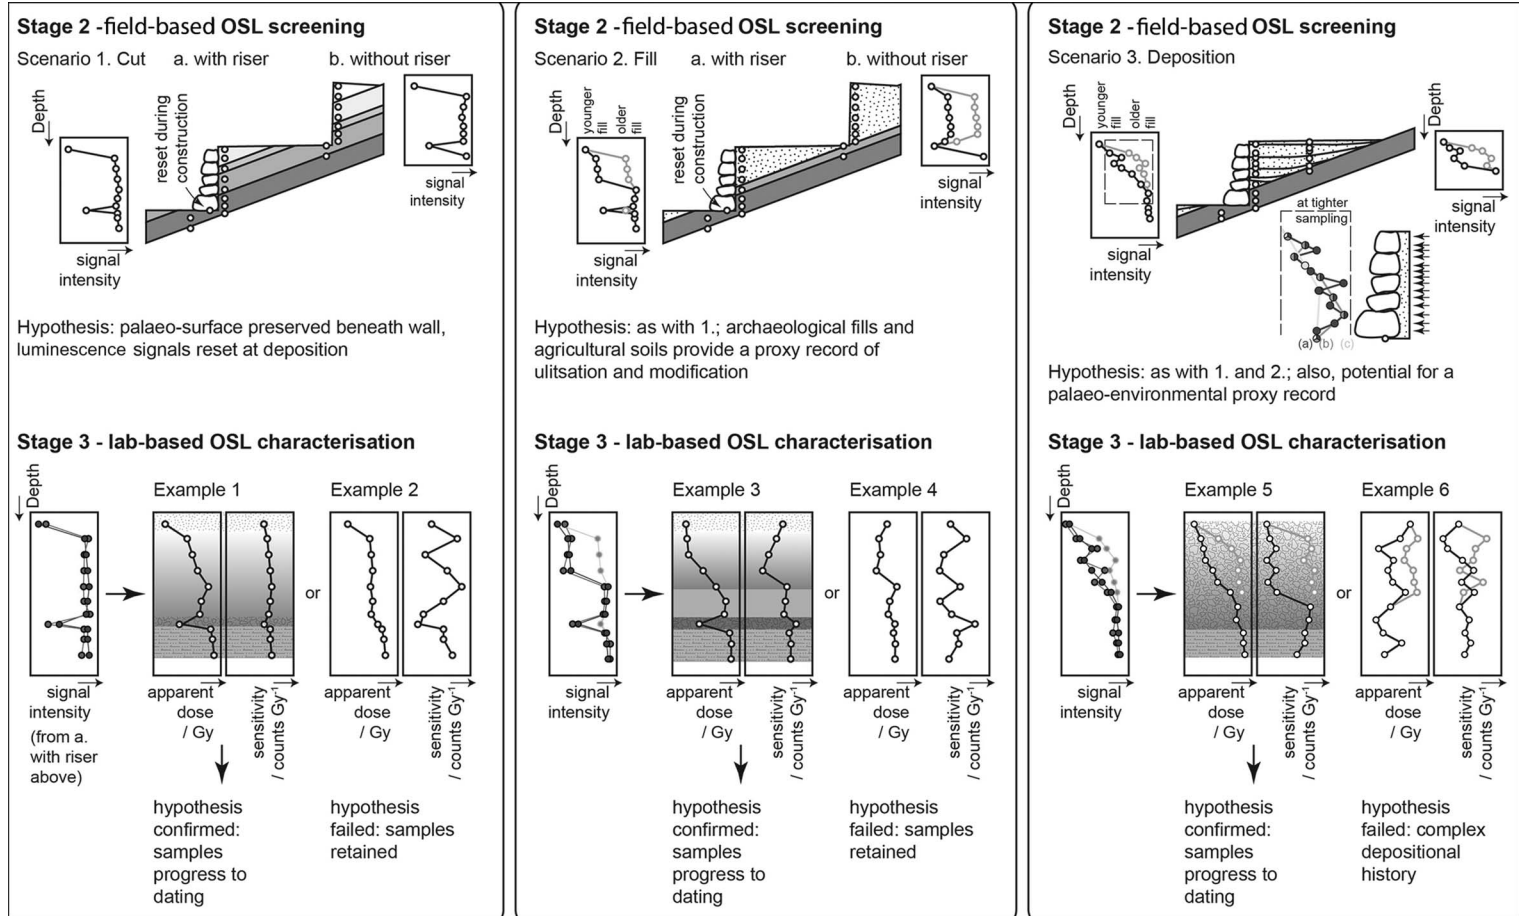 Stage 2 - field-based OSL screening
Scenario 1. Cut
a. with riser
b. without riser
Depth
reset during
construction
signal
intensity
signal
intensity
Hypothesis: palaeo-surface preserved beneath wall,
luminescence signals reset at deposition
Stage 3 - lab-based OSL characterisation
Depth
Example 1
Example 2
or
signal
intensity
(from a.
with riser
above)
apparent
dose
/ Gy
sensitivity
/ counts Gy⁻¹
apparent
dose
/ Gy
sensitivity
/ counts Gy⁻¹
hypothesis
confirmed:
samples
progress to
dating
hypothesis
failed: samples
retained
Stage 2 - field-based OSL screening
Scenario 2. Fill
a. with riser
b. without riser
Depth
younger
fill
older
fill
reset during
construction
signal
intensity
signal
intensity
Hypothesis: as with 1.; archaeological fills and
agricultural soils provide a proxy record of
ulitsation and modification
Stage 3 - lab-based OSL characterisation
Depth
Example 3
Example 4
or
signal
intensity
apparent
dose
/ Gy
sensitivity
/ counts Gy⁻¹
apparent
dose
/ Gy
sensitivity
/ counts Gy⁻¹
hypothesis
confirmed:
samples
progress to
dating
hypothesis
failed: samples
retained
Stage 2 - field-based OSL screening
Scenario 3. Deposition
Depth
younger
fill
older
fill
Depth
signal
intensity
signal
intensity
at tighter
sampling
(a) (b) (c)
Hypothesis: as with 1. and 2.; also, potential for a
palaeo-environmental proxy record
Stage 3 - lab-based OSL characterisation
Depth
Example 5
Example 6
or
signal
intensity
apparent
dose
/ Gy
sensitivity
/ counts Gy⁻¹
apparent
dose
/ Gy
sensitivity
/ counts Gy⁻¹
hypothesis
confirmed:
samples
progress to
dating
hypothesis
failed: complex
depositional
history